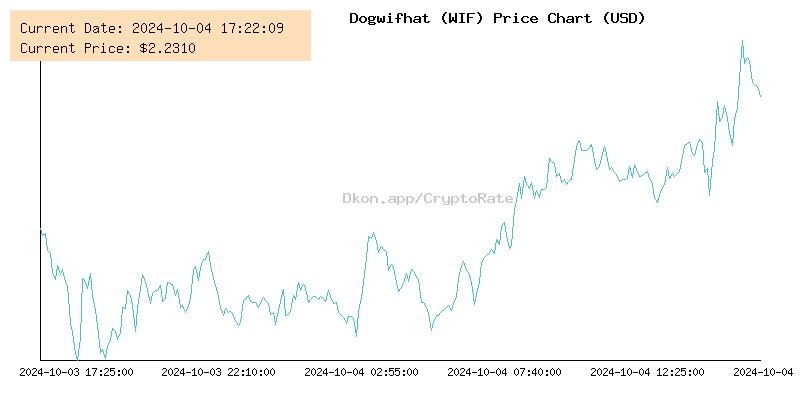 Dogwifhat (WIF) Price Chart (USD)
Current Date: 2024-10-04 17:22:09
Current Price: $2.2310
Dkon.app/CryptoRate
2024-10-03 17:25:00 2024-10-03 22:10:00 2024-10-04 02:55:00 2024-10-04 07:40:00 2024-10-04 12:25:00 2024-10-04